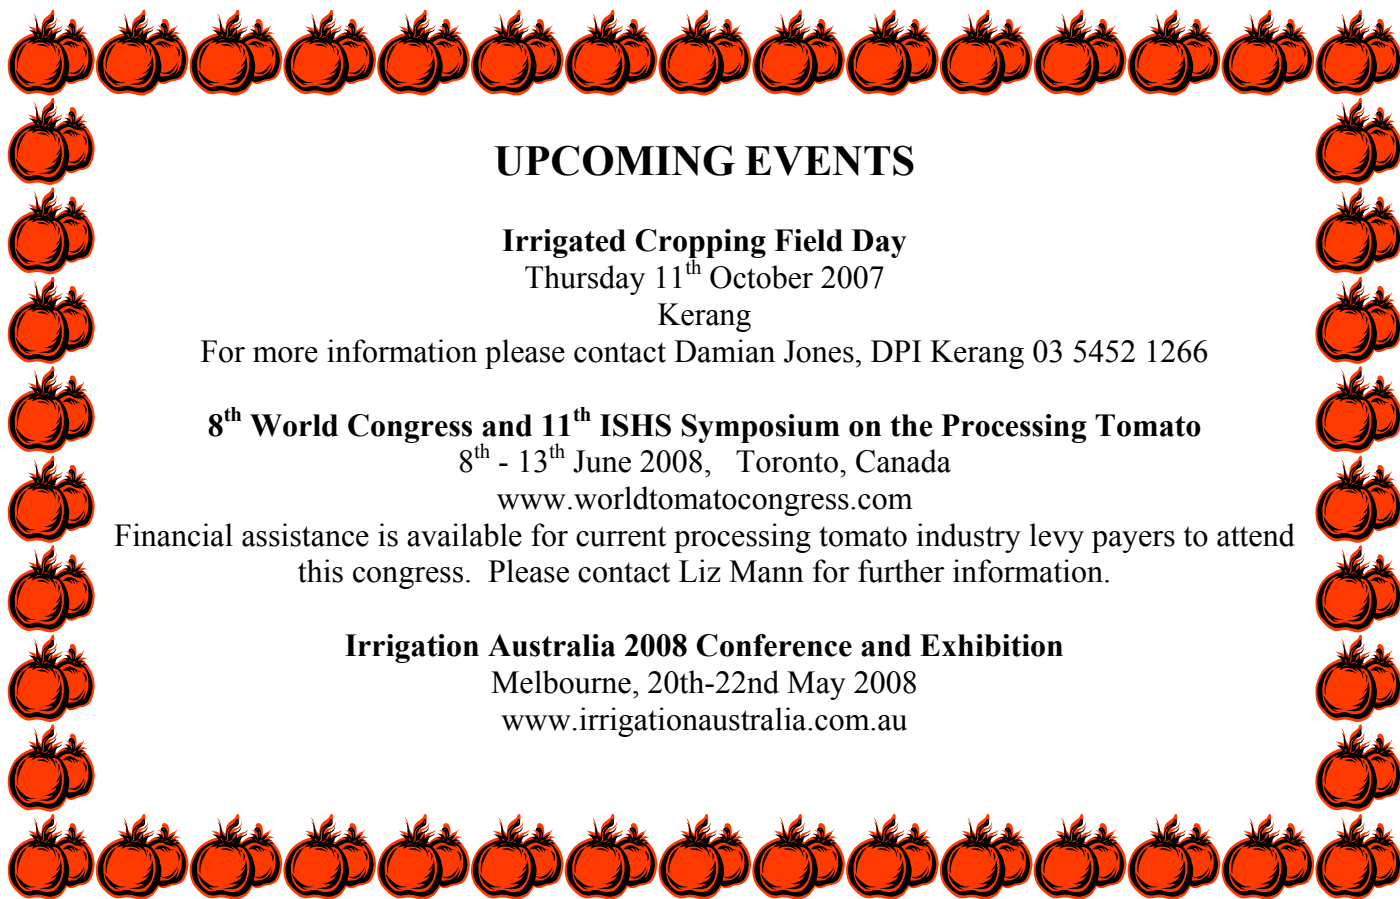 UPCOMING EVENTS
Irrigated Cropping Field Day
Thursday 11th October 2007
Kerang
For more information please contact Damian Jones, DPI Kerang 03 5452 1266
8th World Congress and 11th ISHS Symposium on the Processing Tomato
8th - 13th June 2008,   Toronto, Canada
www.worldtomatocongress.com
Financial assistance is available for current processing tomato industry levy payers to attend
this congress.  Please contact Liz Mann for further information.
Irrigation Australia 2008 Conference and Exhibition
Melbourne, 20th-22nd May 2008
www.irrigationaustralia.com.au